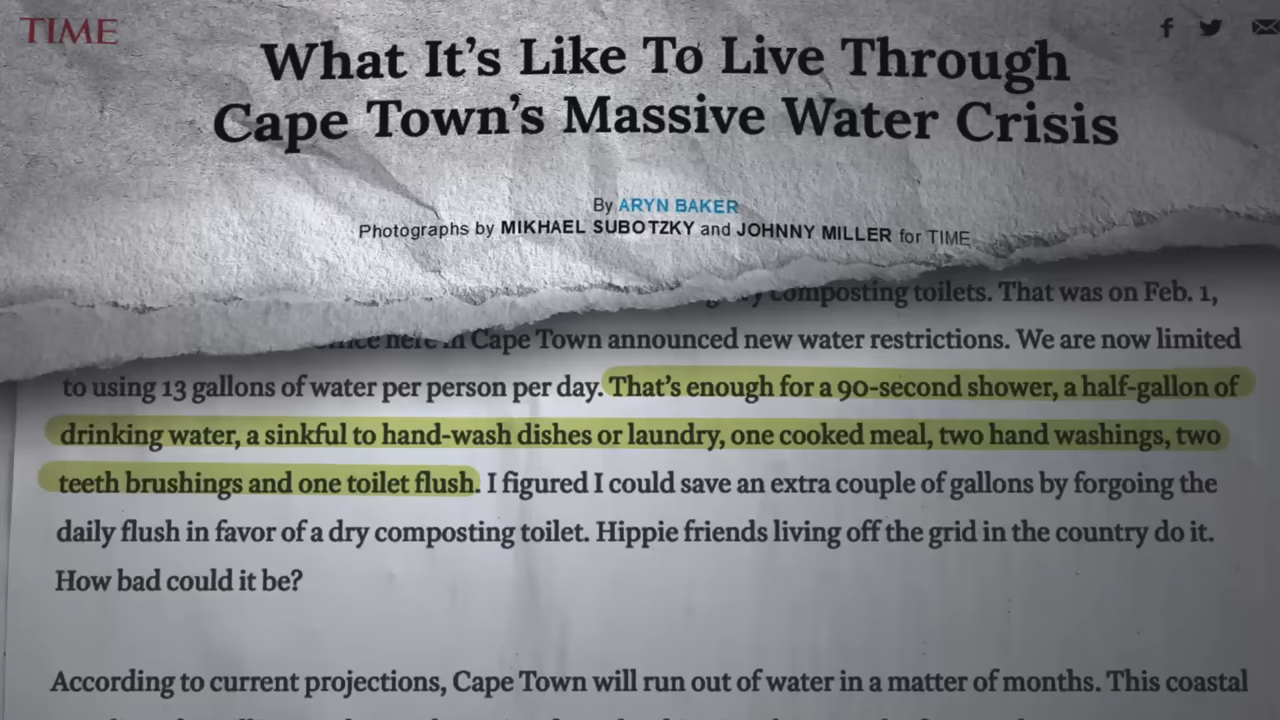 TIME
What It's Like To Live Through
Cape Town's Massive Water Crisis
By ARYN BAKER
Photographs by MIKHAEL SUBOTZKY and JOHNNY MILLER for TIME
composting toilets. That was on Feb. 1,
here in Cape Town announced new water restrictions. We are now limited
to using 13 gallons of water per person per day. That's enough for a 90-second shower, a half-gallon of
drinking water, a sinkful to hand-wash dishes or laundry, one cooked meal, two hand washings, two
teeth brushings and one toilet flush. I figured I could save an extra couple of gallons by forgoing the
daily flush in favor of a dry composting toilet. Hippie friends living off the grid in the country do it.
How bad could it be?
According to current projections, Cape Town will run out of water in a matter of months. This coastal